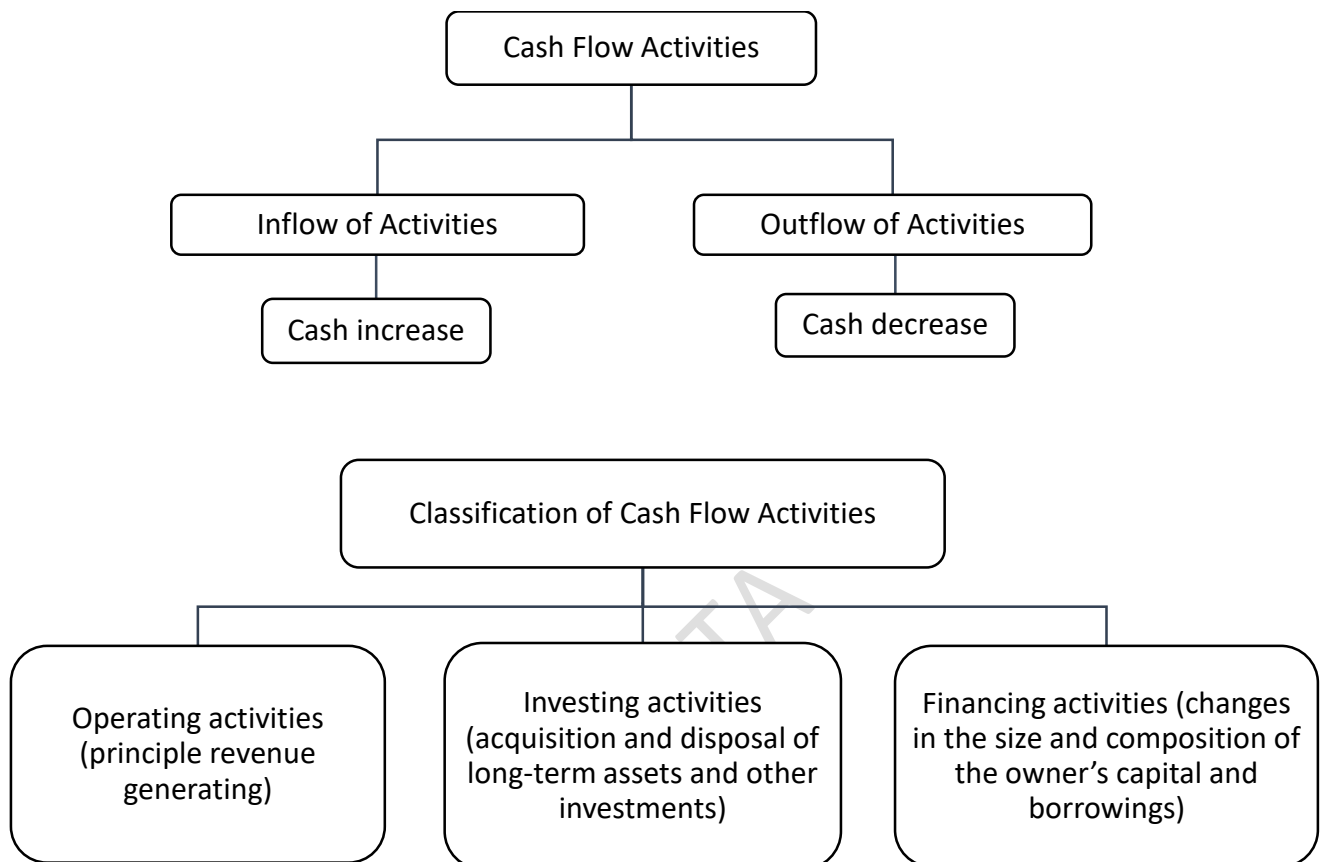 Cash Flow Activities
Inflow of Activities
Outflow of Activities
Cash increase
Cash decrease
Classification of Cash Flow Activities
Operating activities
(principle revenue
generating)
Investing activities
(acquisition and disposal of
long-term assets and other
investments)
Financing activities (changes
in the size and composition of
the owner’s capital and
borrowings)
TA